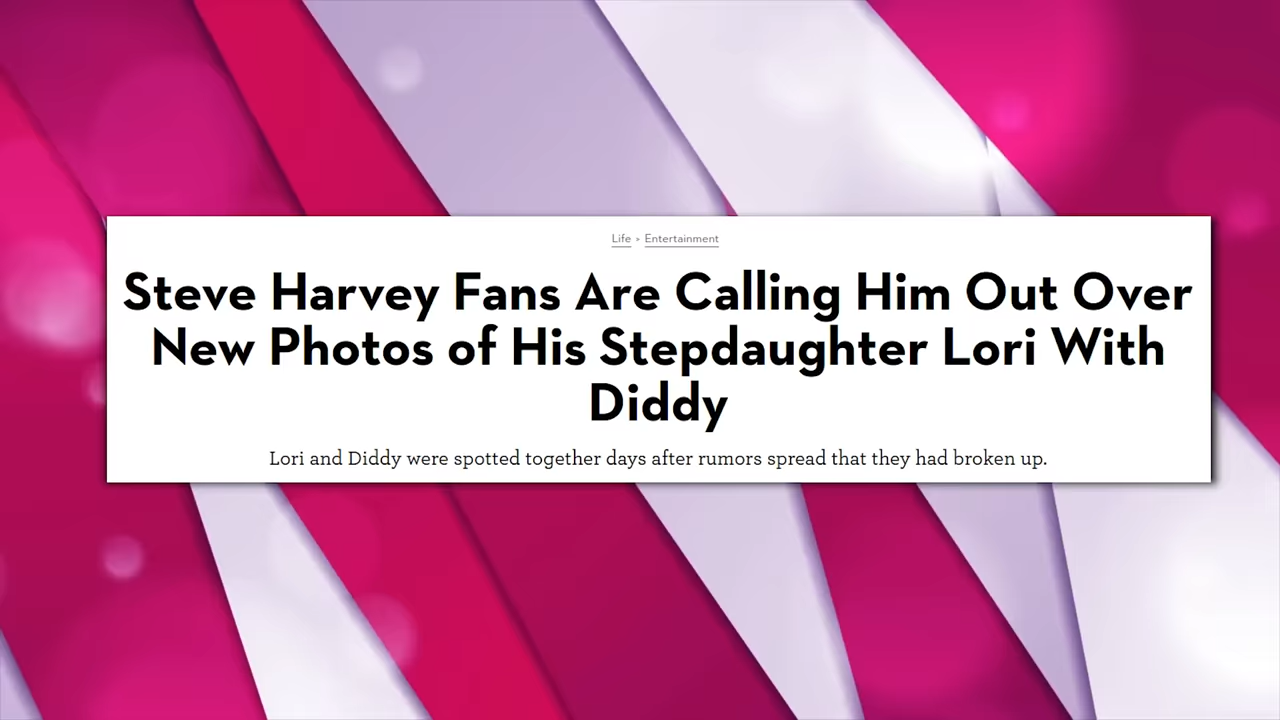 Life > Entertainment
Steve Harvey Fans Are Calling Him Out Over
New Photos of His Stepdaughter Lori With
Diddy
Lori and Diddy were spotted together days after rumors spread that they had broken up.